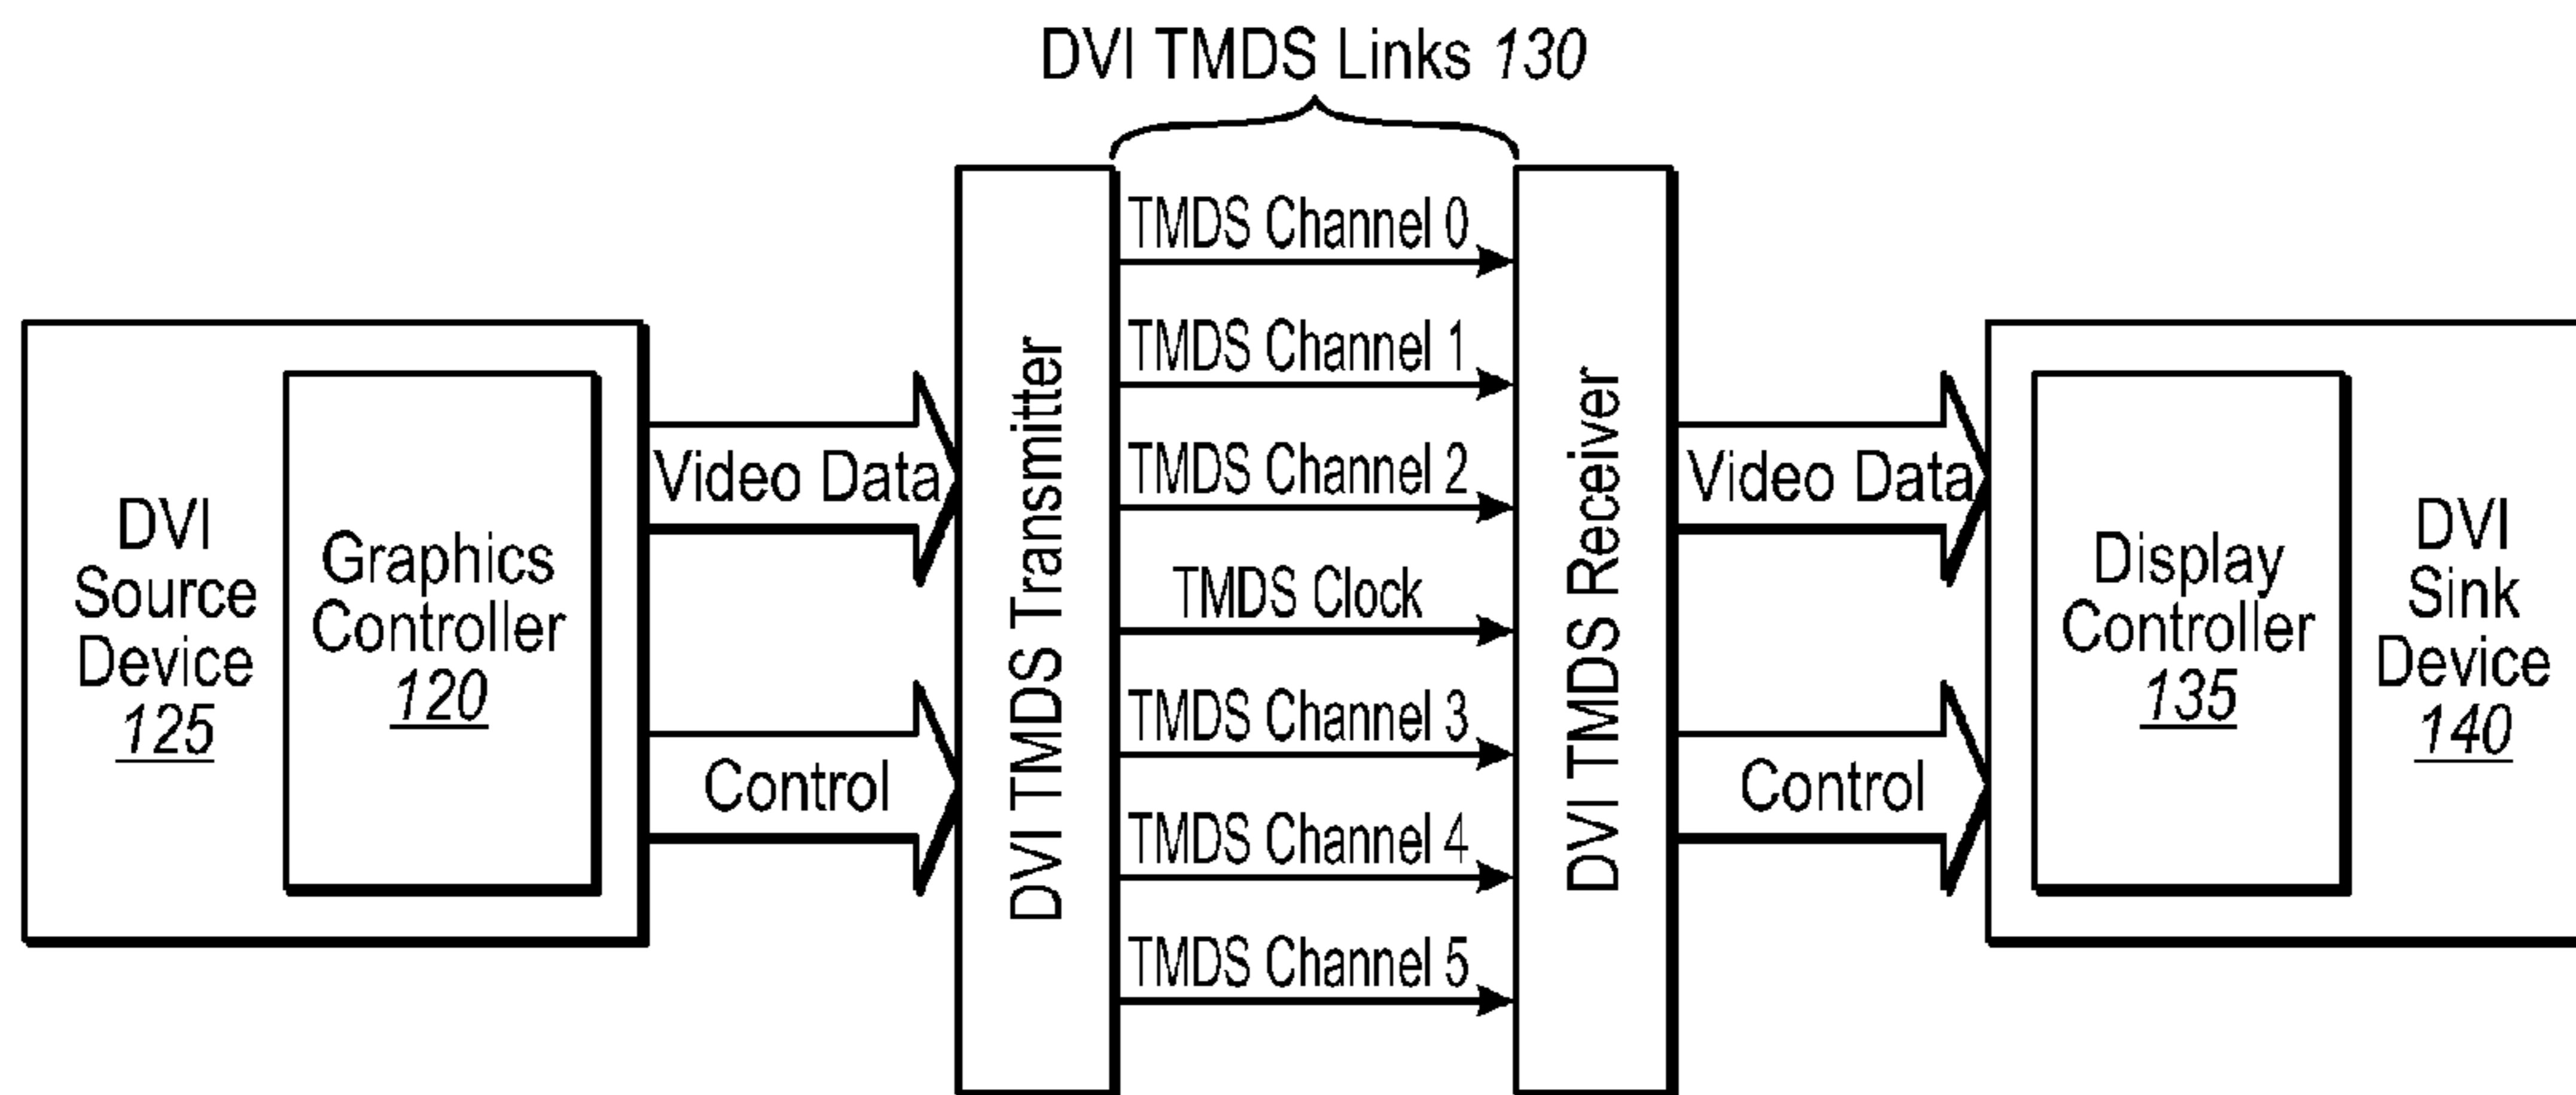 DVI TMDS Links 130
DVI
Source
Device
125
Graphics
Controller
120
Video Data
Control
DVI TMDS Transmitter
TMDS Channel 0
TMDS Channel 1
TMDS Channel 2
TMDS Clock
TMDS Channel 3
TMDS Channel 4
TMDS Channel 5
DVI TMDS Receiver
Video Data
Control
Display
Controller
135
DVI
Sink
Device
140